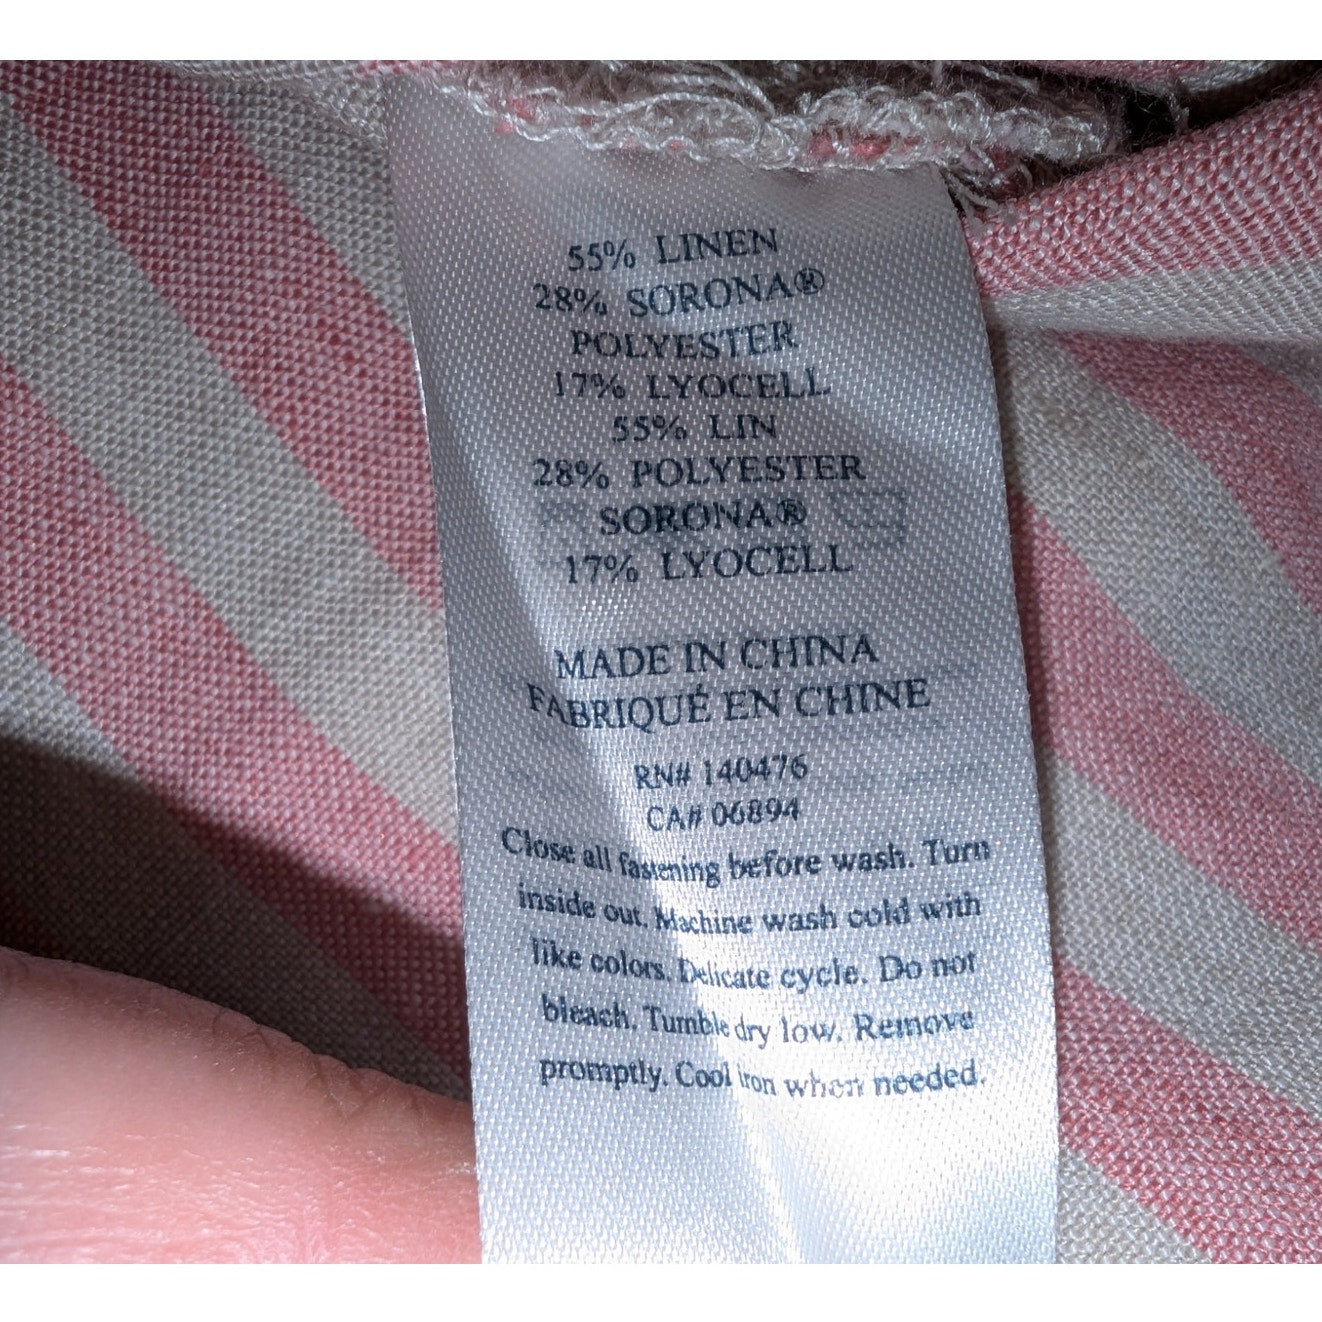 55% LINEN
28% SORONA®
POLYESTER
17% LYOCELL
55% LIN
28% POLYESTER
SORONA®
17% LYOCELL
MADE IN CHINA
FABRIQUÉ EN CHINE
RN# 140476
CA# 06894
Close all fastening before wash. Turn
inside out. Machine wash cold with
like colors. Delicate cycle. Do not
bleach. Tumble dry low. Remove
promptly. Cool iron when needed.